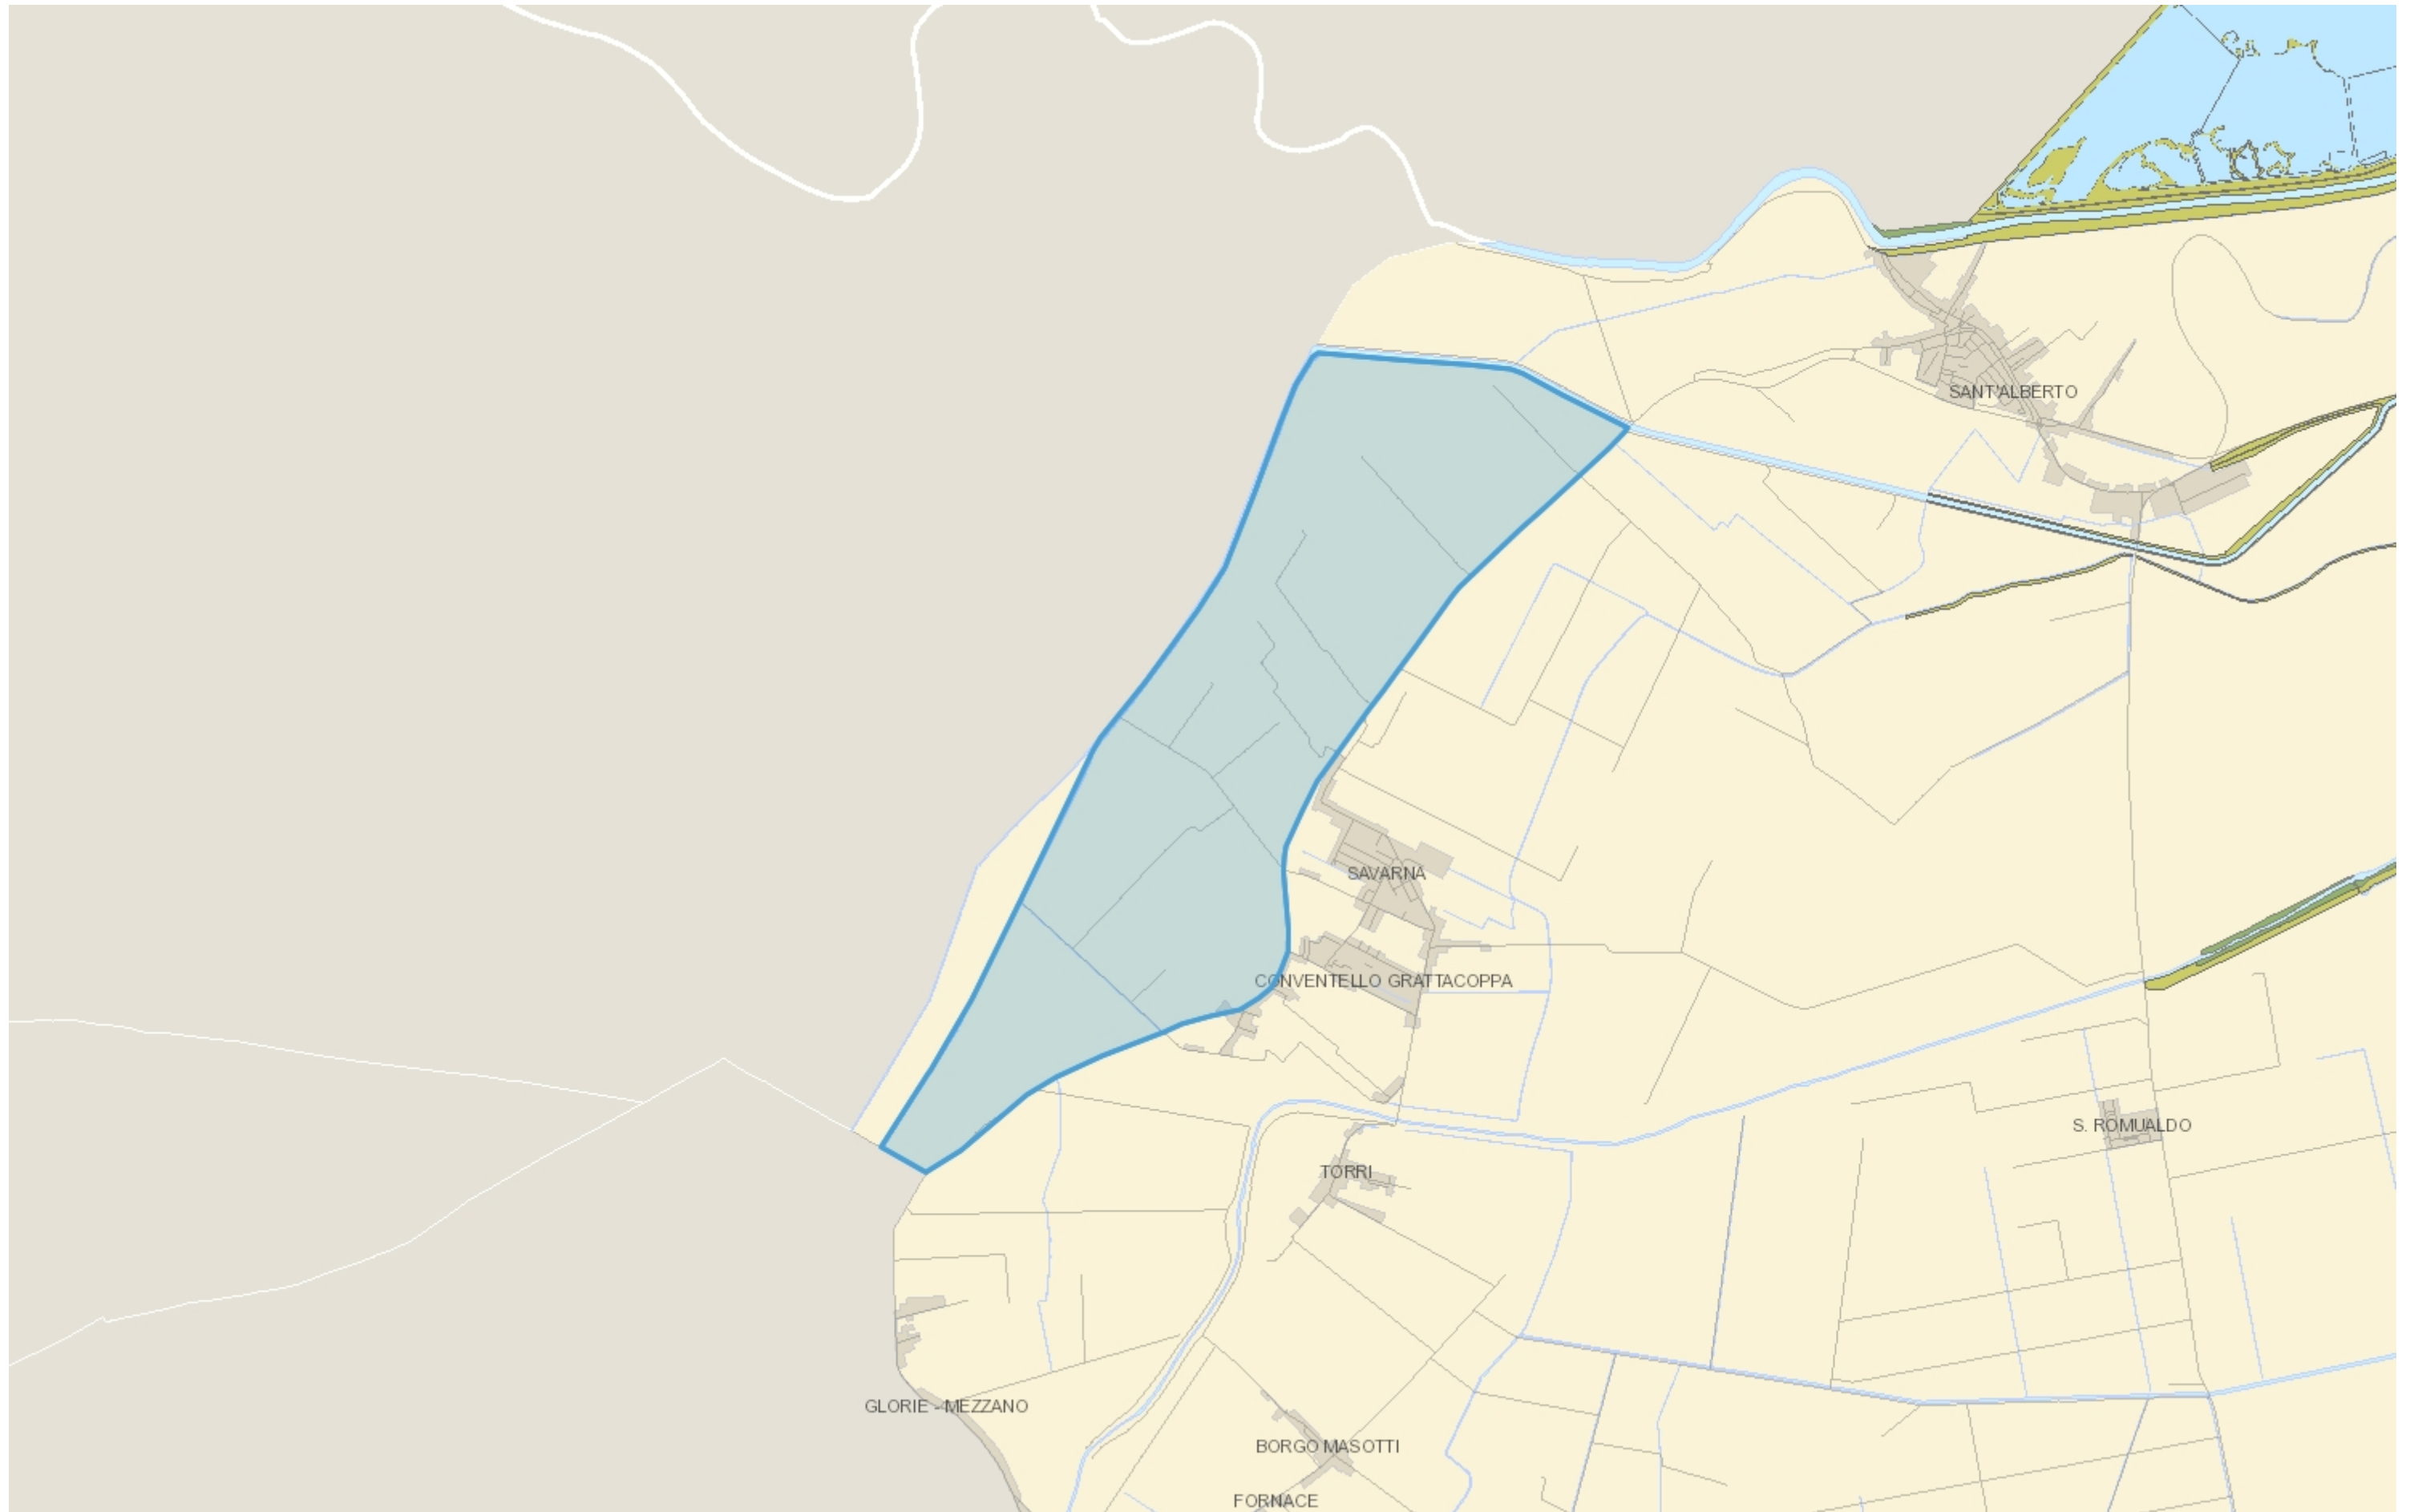 SANT'ALBERTO
SAVARNA
CONVENTELLO GRATTACOPPA
S. ROMUALDO
TORRI
GLORIE - MEZZANO
BORGO MASOTTI
FORNACE